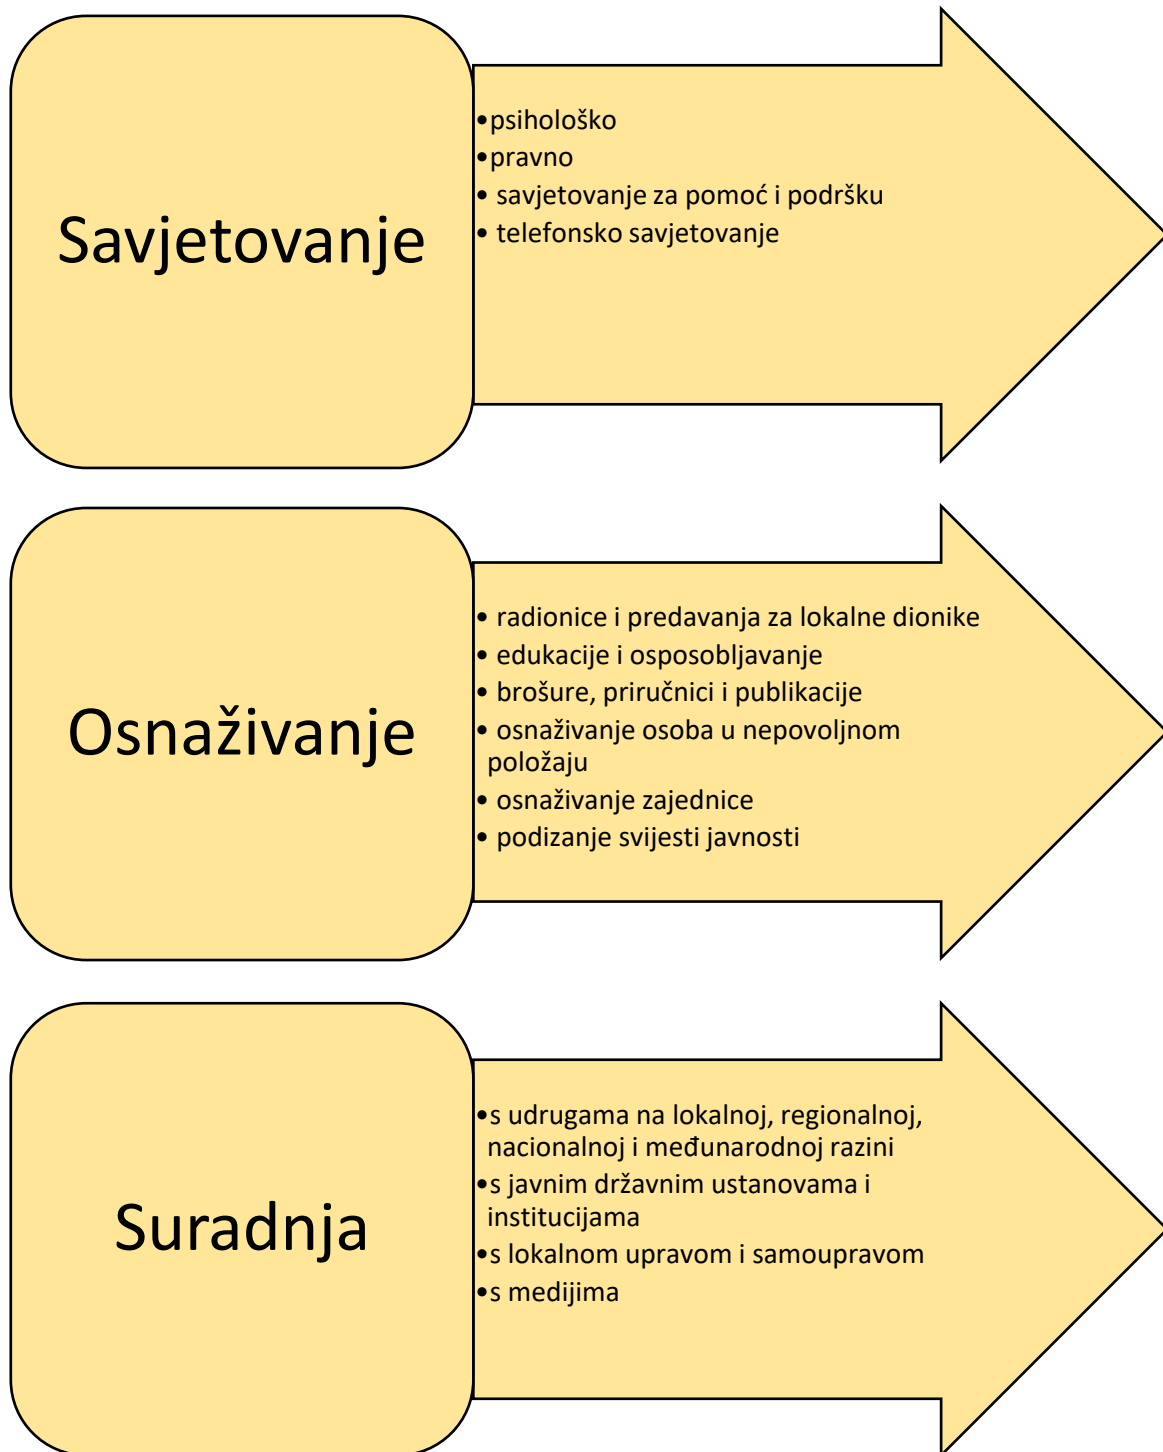 Savjetovanje
•psihološko
•pravno
• savjetovanje za pomoć i podršku
• telefonsko savjetovanje
Osnaživanje
• radionice i predavanja za lokalne dionike
• edukacije i osposobljavanje
• brošure, priručnici i publikacije
• osnaživanje osoba u nepovoljnom
položaju
• osnaživanje zajednice
• podizanje svijesti javnosti
Suradnja
•s udrugama na lokalnoj, regionalnoj,
nacionalnoj i međunarodnoj razini
•s javnim državnim ustanovama i
institucijama
•s lokalnom upravom i samoupravom
•s medijima